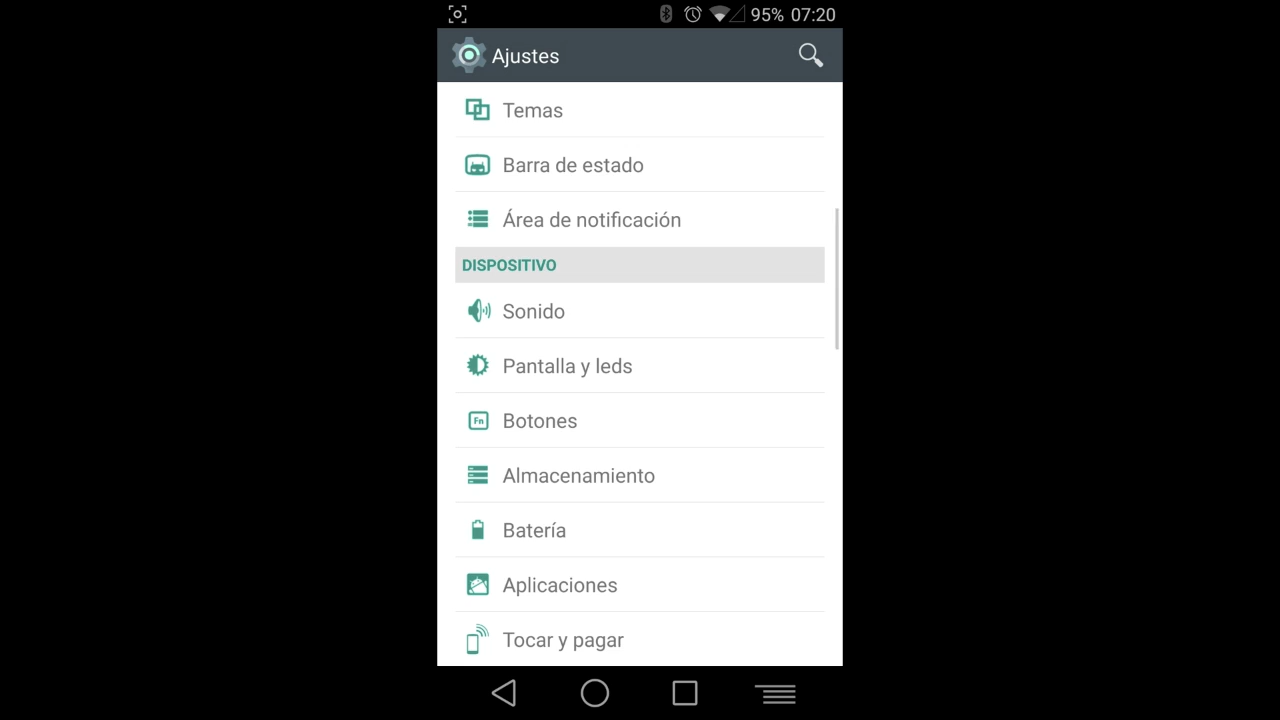 95% 07:20
Ajustes
Temas
Barra de estado
Área de notificación
DISPOSITIVO
Sonido
Pantalla y leds
Fn Botones
Almacenamiento
Batería
Aplicaciones
Tocar y pagar